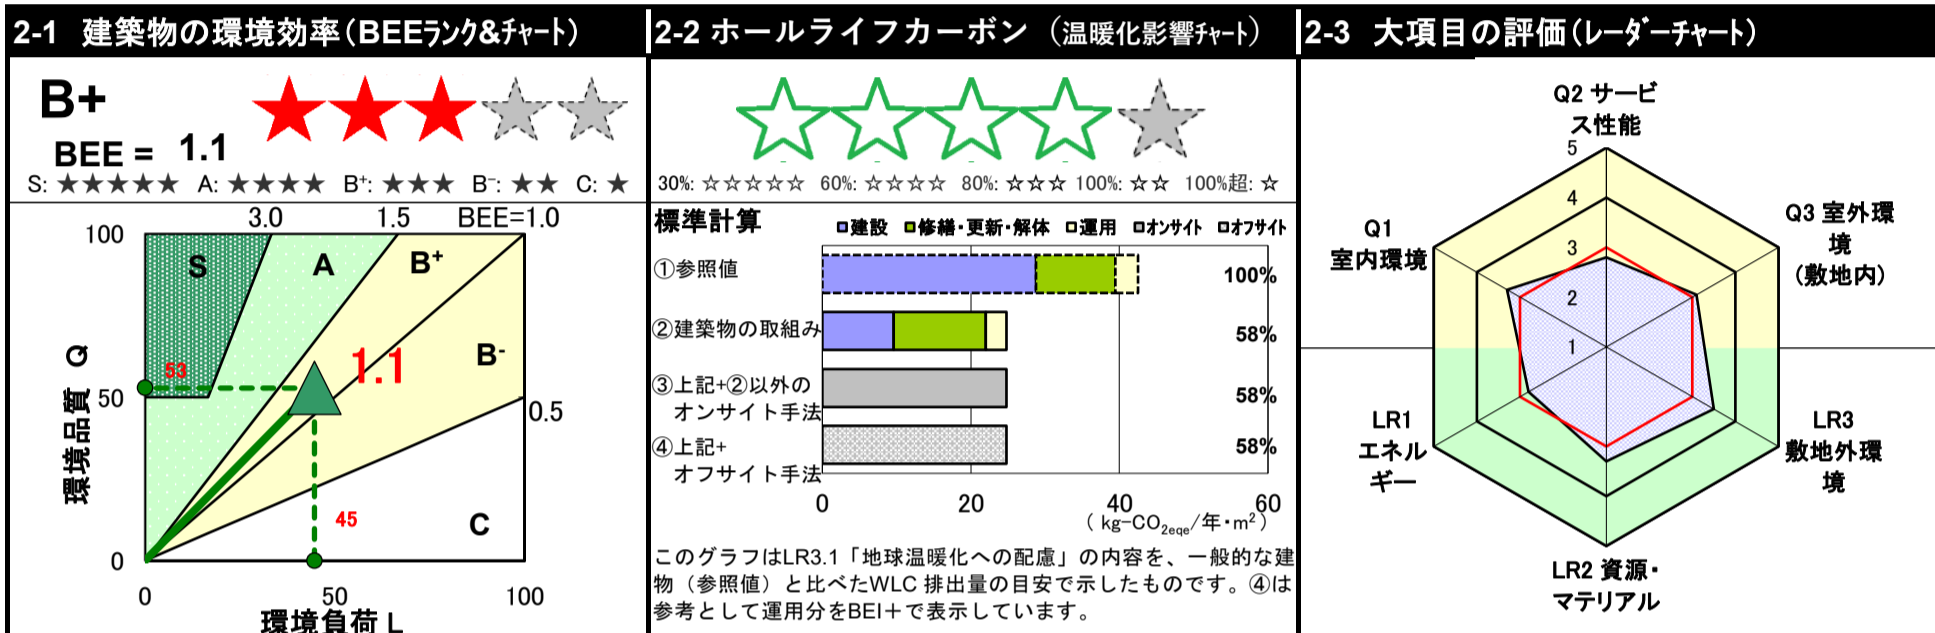 2-1 建築物の環境効率(BEEランク&チャート)
B+
BEE = 1.1
S: ★★★★★ A: ★★★★ B⁺: ★★★ B⁻: ★★ C: ★
3.0 1.5 BEE=1.0
100
S A B⁺
1.1
B⁻
53
50
0.5
45
C
0
環境品質 Q
0 50 100
環境負荷 L
2-2 ホールライフカーボン (温暖化影響チャート)
30%: ☆☆☆☆☆ 60%: ☆☆☆☆ 80%: ☆☆☆ 100%: ☆☆ 100%超: ☆
標準計算
■建設 ■修繕・更新・解体 □運用 ■オンサイト □オフサイト
①参照値 100%
②建築物の取組み 58%
③上記+②以外の
オンサイト手法 58%
④上記+
オフサイト手法 58%
0 20 40 60
( kg-CO₂eqe/年・m² )
このグラフはLR3.1「地球温暖化への配慮」の内容を、一般的な建
物(参照値)と比べたWLC 排出量の目安で示したものです。④は
参考として運用分をBEI+で表示しています。
2-3 大項目の評価(レーダーチャート)
Q2 サービ
ス性能
5
4
3
2
1
Q1
室内環境
Q3 室外環
境
(敷地内)
LR1
エネル
ギー
LR3
敷地外環
境
LR2 資源・
マテリアル